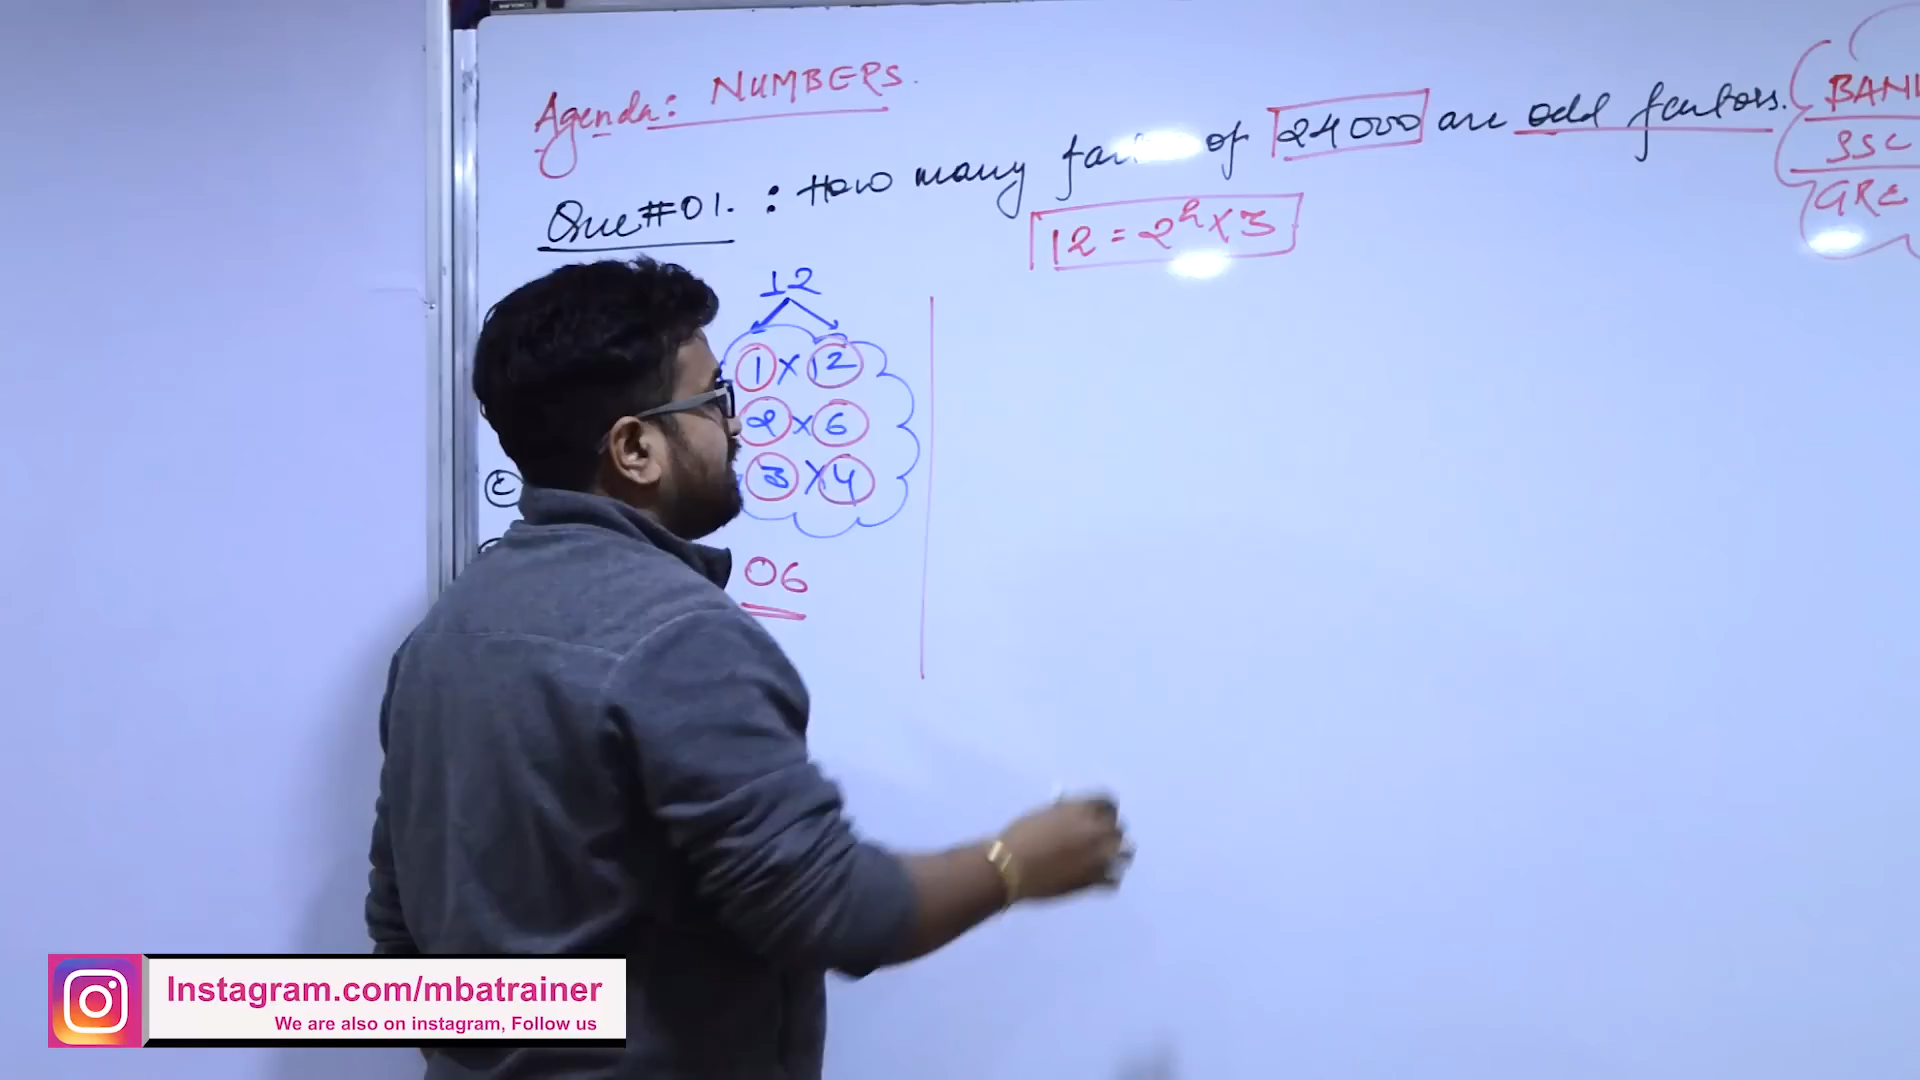 Agenda: NUMBERS.
Que#01. : How many of 24000 are odd factors.
BAN
SSC
GRE
12 = 2² × 3
12
1 × 12
2 × 6
3 × 4
C
06
Instagram.com/mbatrainer
We are also on instagram, Follow us